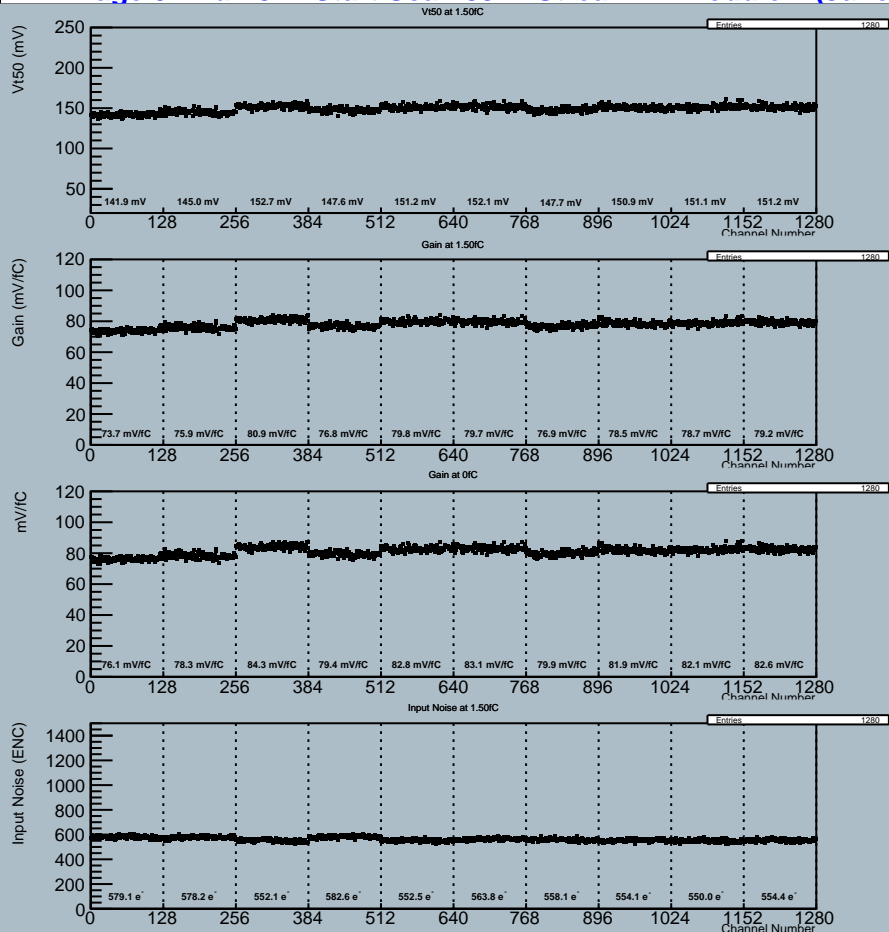 Vt50 at 1.50fC
Entries 1280
Vt50 (mV)
250
200
150
100
50
141.9 mV 145.0 mV 152.7 mV 147.6 mV 151.2 mV 152.1 mV 147.7 mV 150.9 mV 151.1 mV 151.2 mV
0 128 256 384 512 640 768 896 1024 1152 1280
Channel Number
Gain at 1.50fC
Entries 1280
Gain (mV/fC)
120
100
80
60
40
20
0
73.7 mV/fC 75.9 mV/fC 80.9 mV/fC 76.8 mV/fC 79.8 mV/fC 79.7 mV/fC 76.9 mV/fC 78.5 mV/fC 78.7 mV/fC 79.2 mV/fC
0 128 256 384 512 640 768 896 1024 1152 1280
Channel Number
Gain at 0fC
Entries 1280
mV/fC
120
100
80
60
40
20
0
76.1 mV/fC 78.3 mV/fC 84.3 mV/fC 79.4 mV/fC 82.8 mV/fC 83.1 mV/fC 79.9 mV/fC 81.9 mV/fC 82.1 mV/fC 82.6 mV/fC
0 128 256 384 512 640 768 896 1024 1152 1280
Channel Number
Input Noise at 1.50fC
Entries 1280
Input Noise (ENC)
1400
1200
1000
800
600
400
200
0
579.1 e⁻ 578.2 e⁻ 552.1 e⁻ 582.6 e⁻ 552.5 e⁻ 563.8 e⁻ 558.1 e⁻ 554.1 e⁻ 550.0 e⁻ 554.4 e⁻
0 128 256 384 512 640 768 896 1024 1152 1280
Channel Number